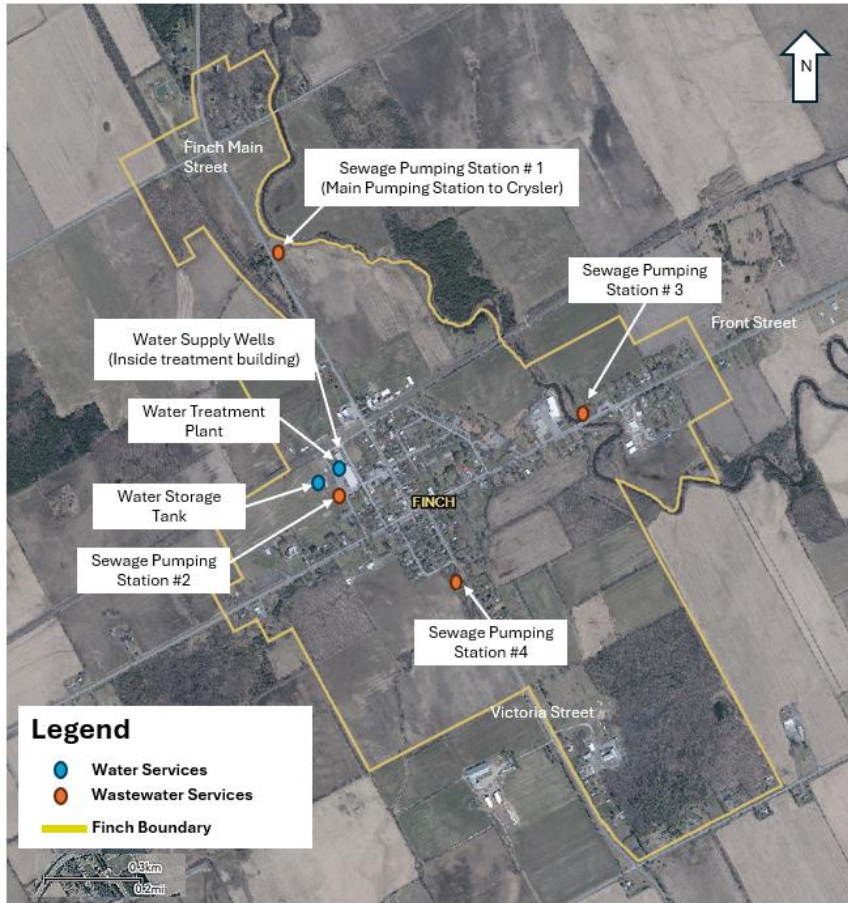 N
Finch Main
Street
Sewage Pumping Station # 1
(Main Pumping Station to Crysler)
Sewage Pumping
Station # 3
Front Street
Water Supply Wells
(Inside treatment building)
Water Treatment
Plant
Water Storage
Tank
FINCH
Sewage Pumping
Station #2
Sewage Pumping
Station #4
Victoria Street
Legend
Water Services
Wastewater Services
Finch Boundary
0.3km
0.2mi